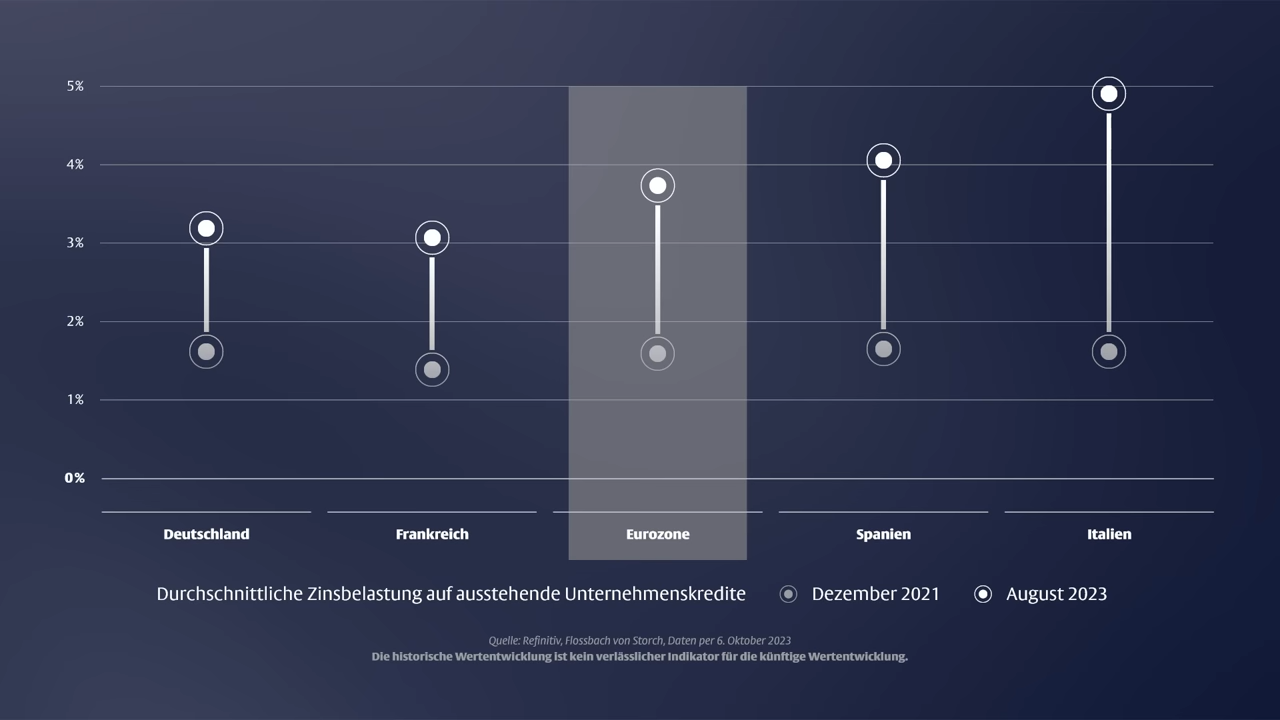 5%
4%
3%
2%
1%
0%
Deutschland Frankreich Eurozone Spanien Italien
Durchschnittliche Zinsbelastung auf ausstehende Unternehmenskredite Dezember 2021 August 2023
Quelle: Refinitiv, Flossbach von Storch, Daten per 6. Oktober 2023
Die historische Wertentwicklung ist kein verlässlicher Indikator für die künftige Wertentwicklung.